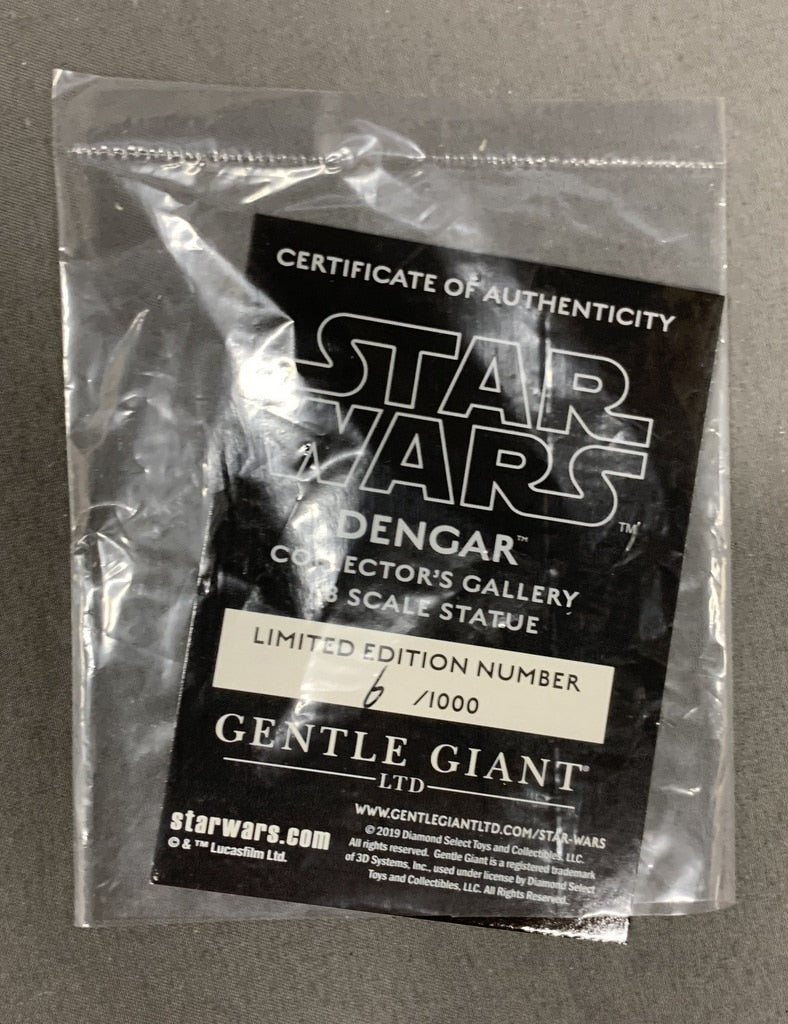 CERTIFICATE OF AUTHENTICITY
STAR
WARS™
DENGAR™
COLLECTOR'S GALLERY
8 SCALE STATUE
LIMITED EDITION NUMBER
6 /1000
GENTLE GIANT®
LTD
WWW.GENTLEGIANTLTD.COM/STAR-WARS
starwars.com
© & ™ Lucasfilm Ltd.
© 2019 Diamond Select Toys and Collectibles, LLC.
All rights reserved. Gentle Giant is a registered trademark
of 3D Systems, Inc., used under license by Diamond Select
Toys and Collectibles, LLC. All Rights Reserved.